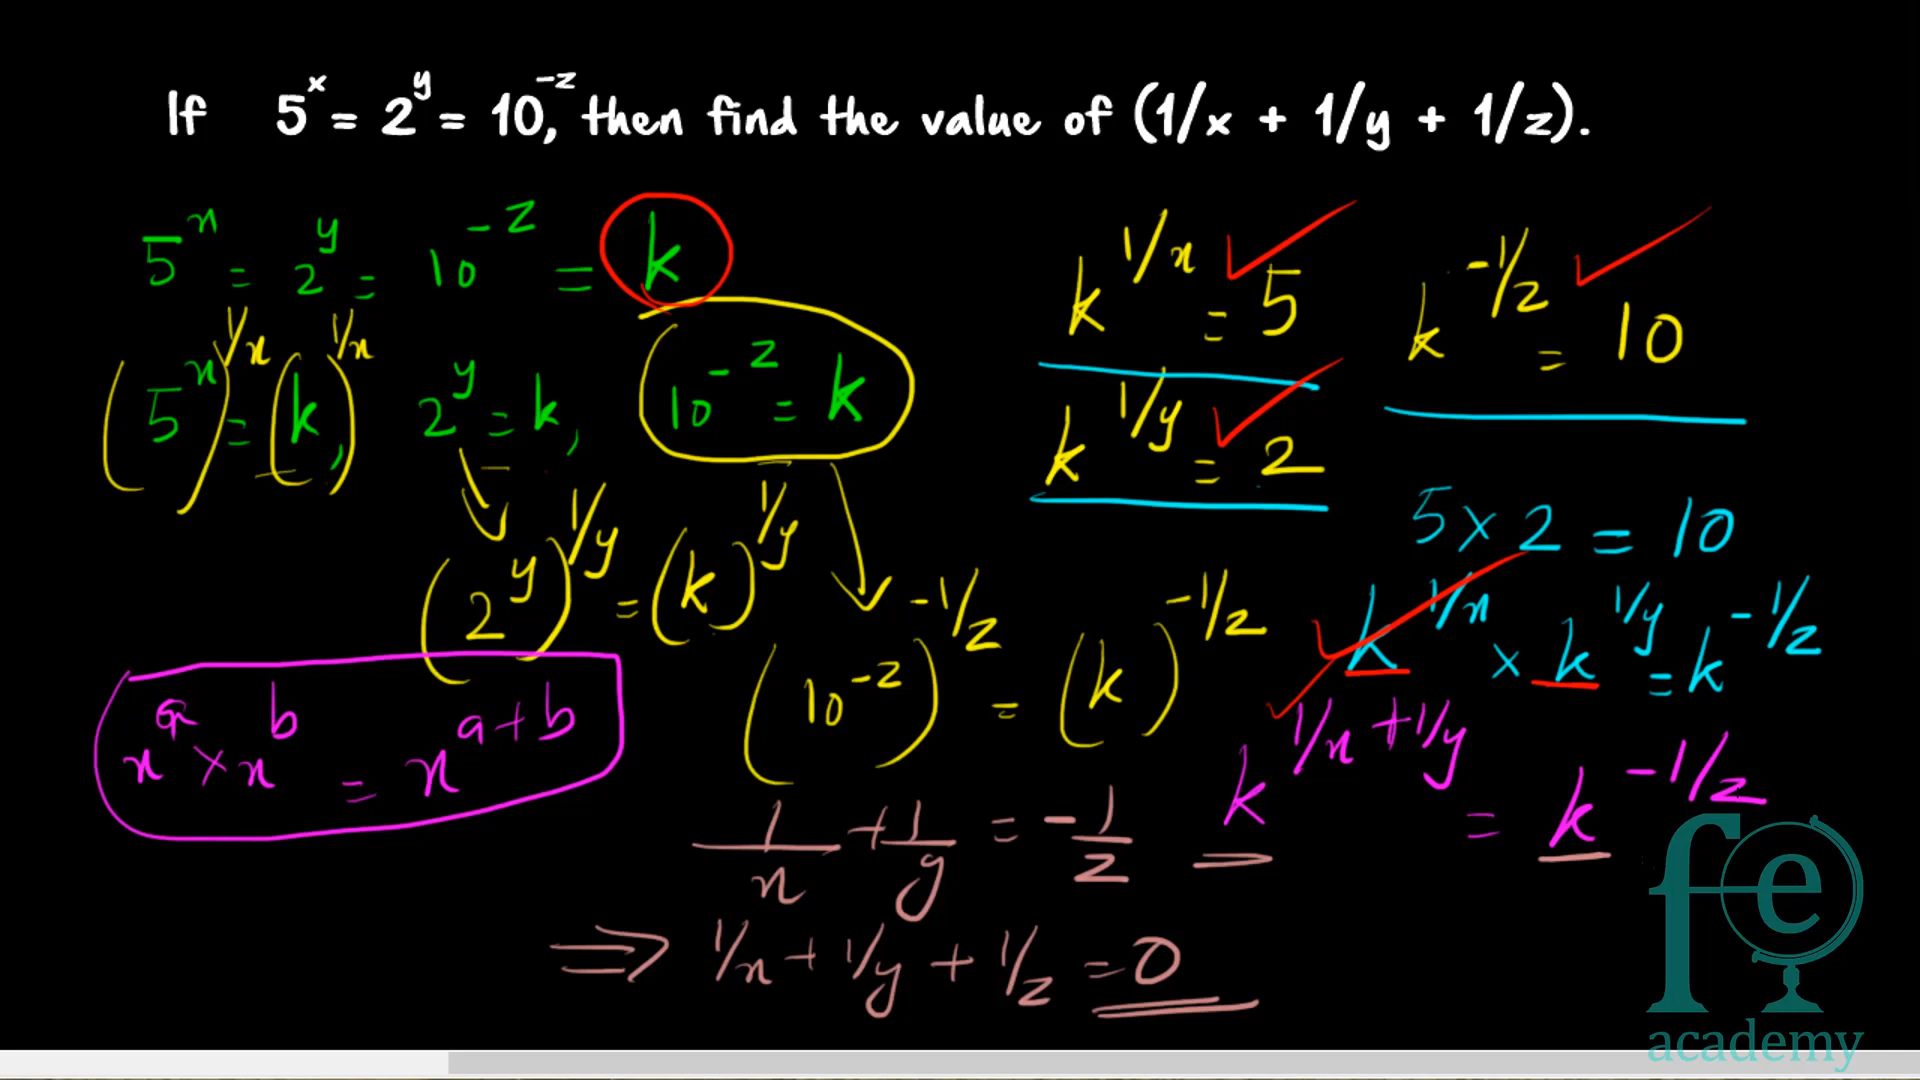 If 5^x = 2^y = 10^-z, then find the value of (1/x + 1/y + 1/z).
5^x = 2^y = 10^-z = k
(5^x)^1/x = (k)^1/x, 2^y = k, 10^-z = k
(2^y)^1/y = (k)^1/y
(10^-z)^-1/z = (k)^-1/z
x^a × x^b = x^a+b
k^1/x = 5
k^1/y = 2
k^-1/z = 10
5 × 2 = 10
k^1/x × k^1/y = k^-1/z
k^1/x+1/y = k^-1/z
1/x + 1/y = -1/z
⇒ 1/x + 1/y + 1/z = 0
fe
academy